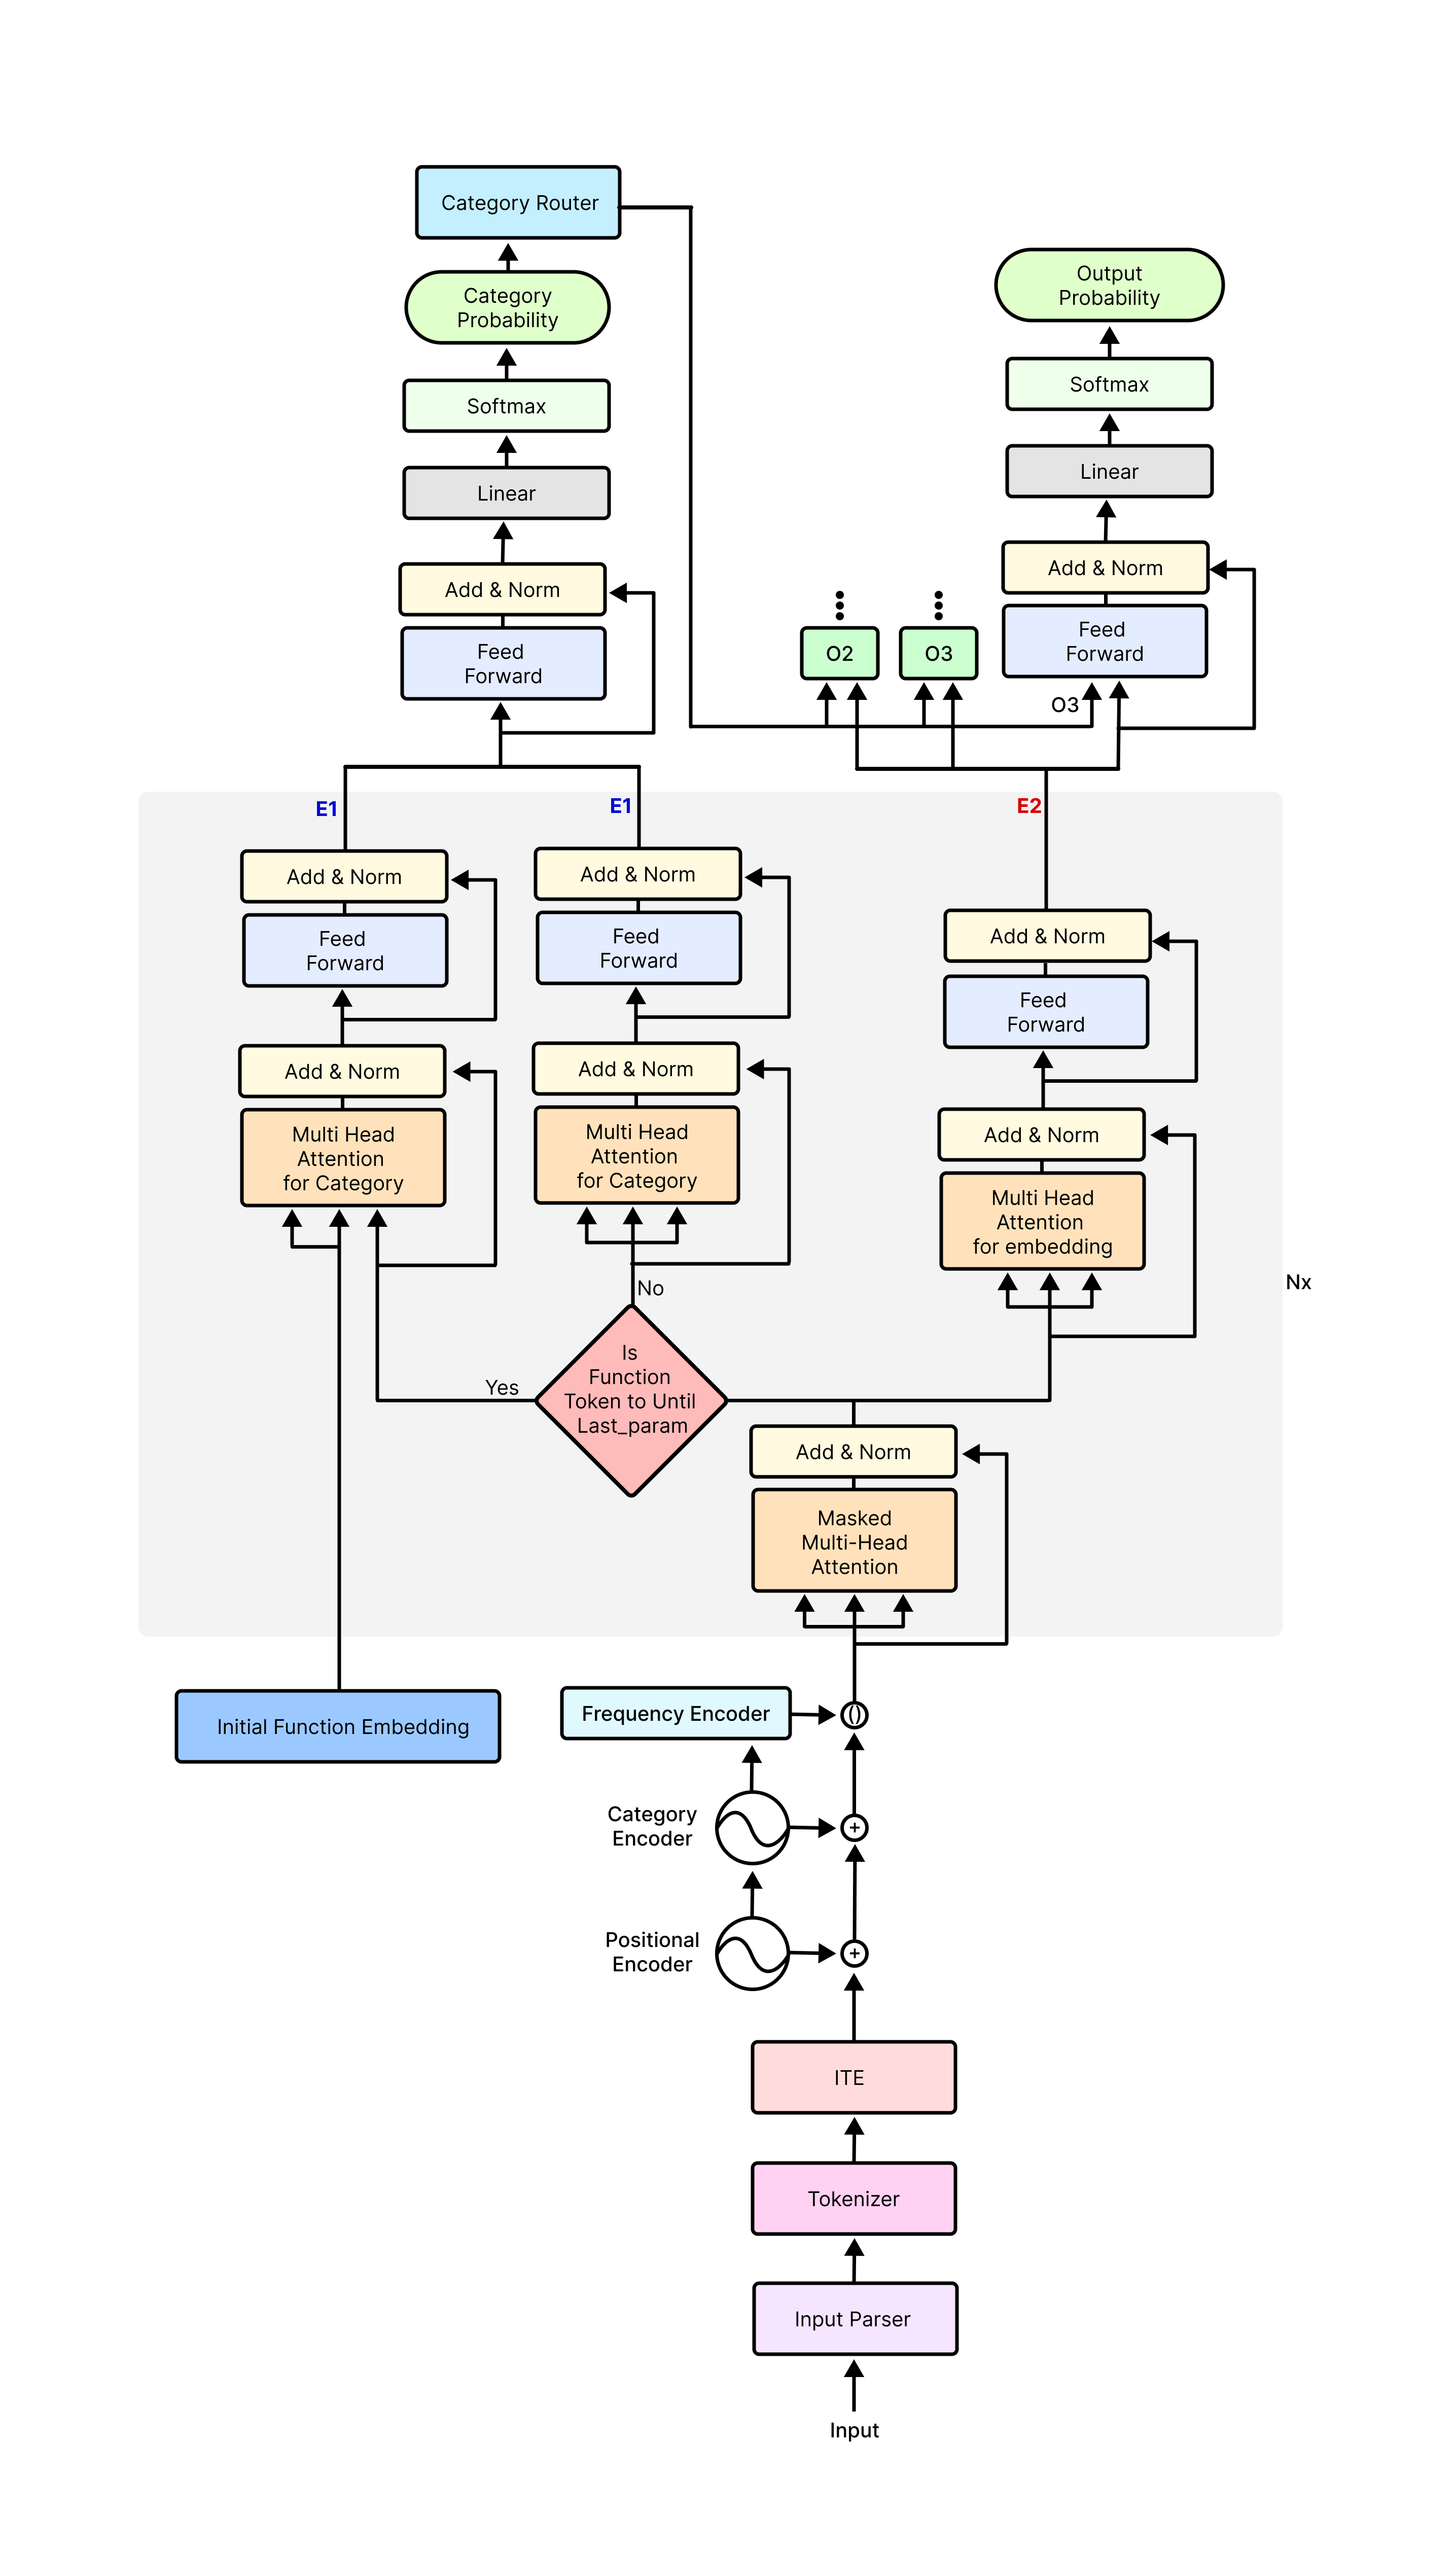 Category Router
Category
Probability
Softmax
Linear
Add & Norm
Feed
Forward
Output
Probability
Softmax
Linear
Add & Norm
Feed
Forward
O2
O3
O3
E1
E1
E2
Add & Norm
Feed
Forward
Add & Norm
Multi Head
Attention
for Category
Add & Norm
Feed
Forward
Add & Norm
Multi Head
Attention
for Category
Add & Norm
Feed
Forward
Add & Norm
Multi Head
Attention
for embedding
Nx
No
Yes
Is
Function
Token to Until
Last_param
Add & Norm
Masked
Multi-Head
Attention
Initial Function Embedding
Frequency Encoder
()
Category
Encoder
+
Positional
Encoder
+
ITE
Tokenizer
Input Parser
Input